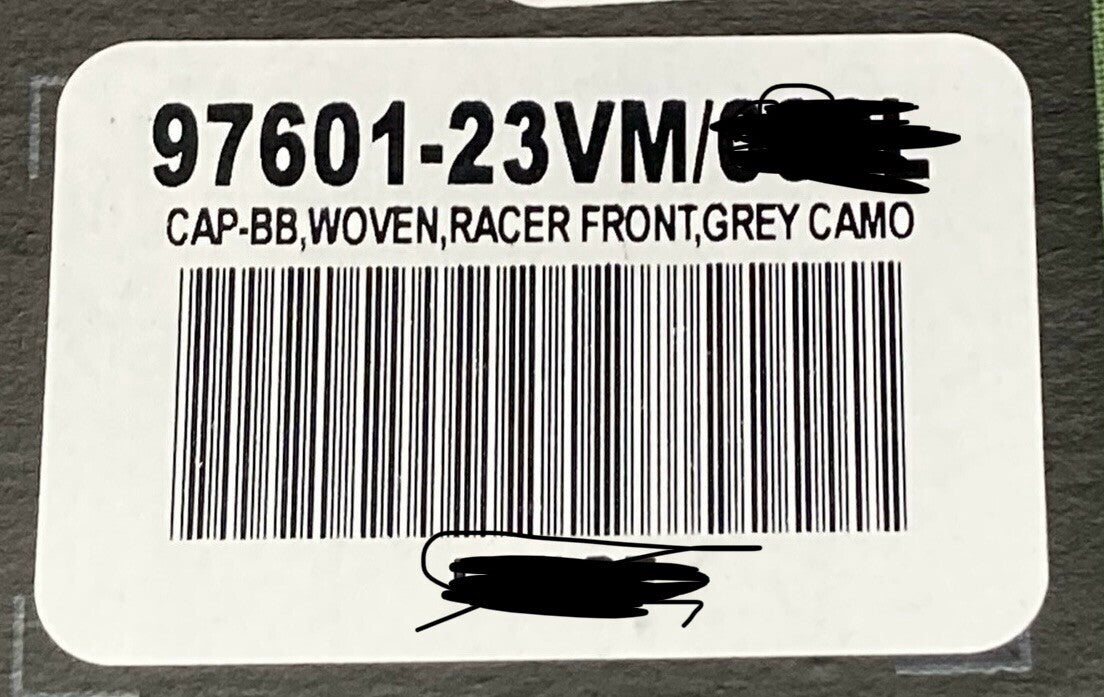 97601-23VM/
CAP-BB,WOVEN,RACER FRONT,GREY CAMO